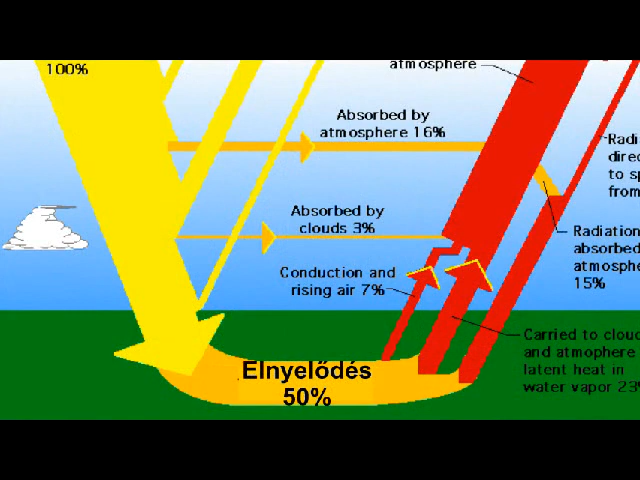 100%
atmosphere
Absorbed by
atmosphere 16%
Absorbed by
clouds 3%
Conduction and
rising air 7%
Radiation
absorbed
15%
Carried to
and atmophere
latent heat in
water vapor
Elnyelődés
50%